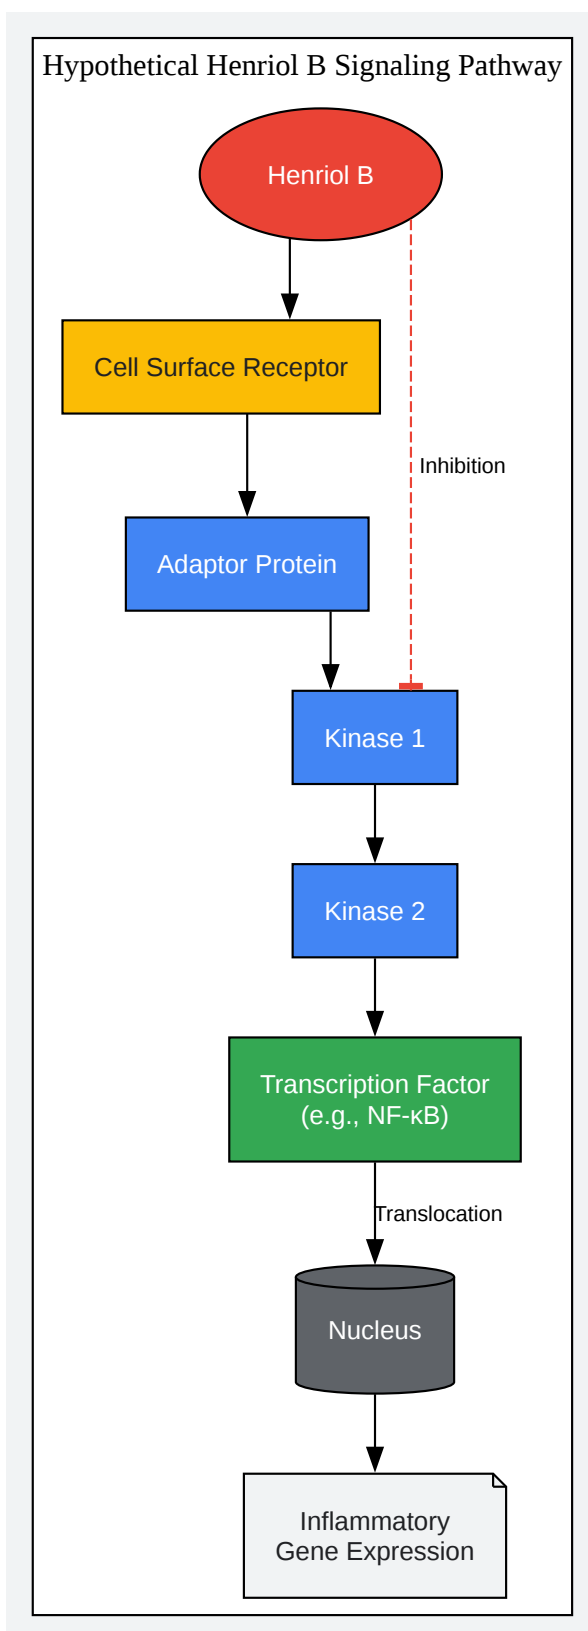 Hypothetical Henriol B Signaling Pathway
Henriol B
Cell Surface Receptor
Inhibition
Adaptor Protein
Kinase 1
Kinase 2
Transcription Factor
(e.g., NF-κB)
Translocation
Nucleus
Inflammatory
Gene Expression